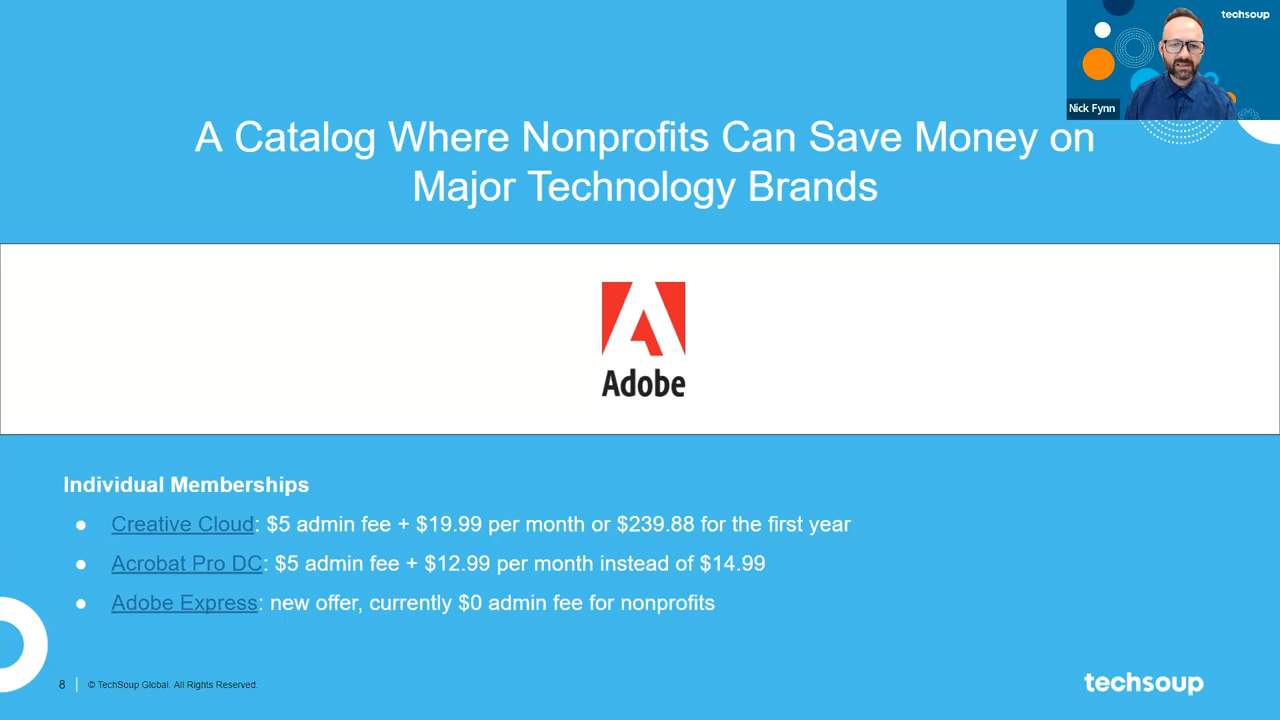 techsoup
Nick Fynn
A Catalog Where Nonprofits Can Save Money on
Major Technology Brands
Adobe
Individual Memberships
● Creative Cloud: $5 admin fee + $19.99 per month or $239.88 for the first year
● Acrobat Pro DC: $5 admin fee + $12.99 per month instead of $14.99
● Adobe Express: new offer, currently $0 admin fee for nonprofits
8 | © TechSoup Global. All Rights Reserved.
techsoup